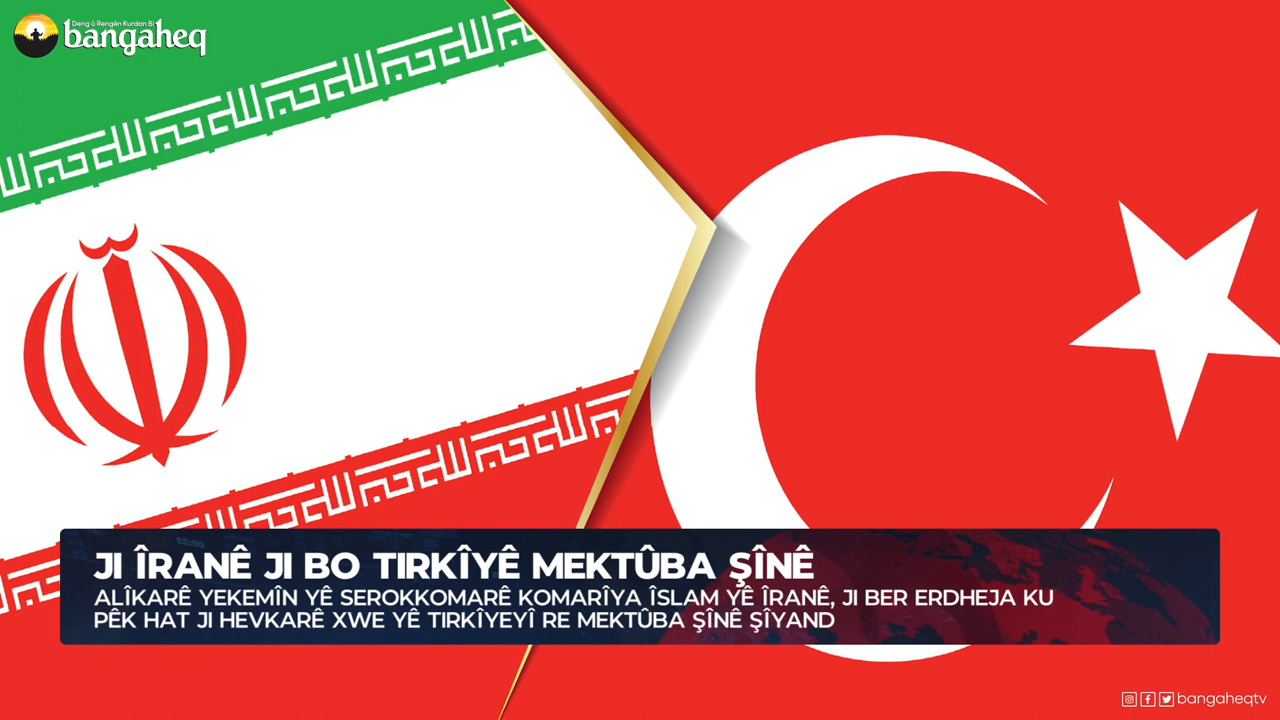 Deng û Rengên Kurdan Bi
bangaheq
JI ÎRANÊ JI BO TIRKÎYÊ MEKTÛBA ŞÎNÊ
ALÎKARÊ YEKEMÎN YÊ SEROKKOMARÊ KOMARÎYA ÎSLAM YÊ ÎRANÊ, JI BER ERDHEJA KU
PÊK HAT JI HEVKARÊ XWE YÊ TIRKÎYEYÎ RE MEKTÛBA ŞÎNÊ ŞÎYAND
bangaheqtv